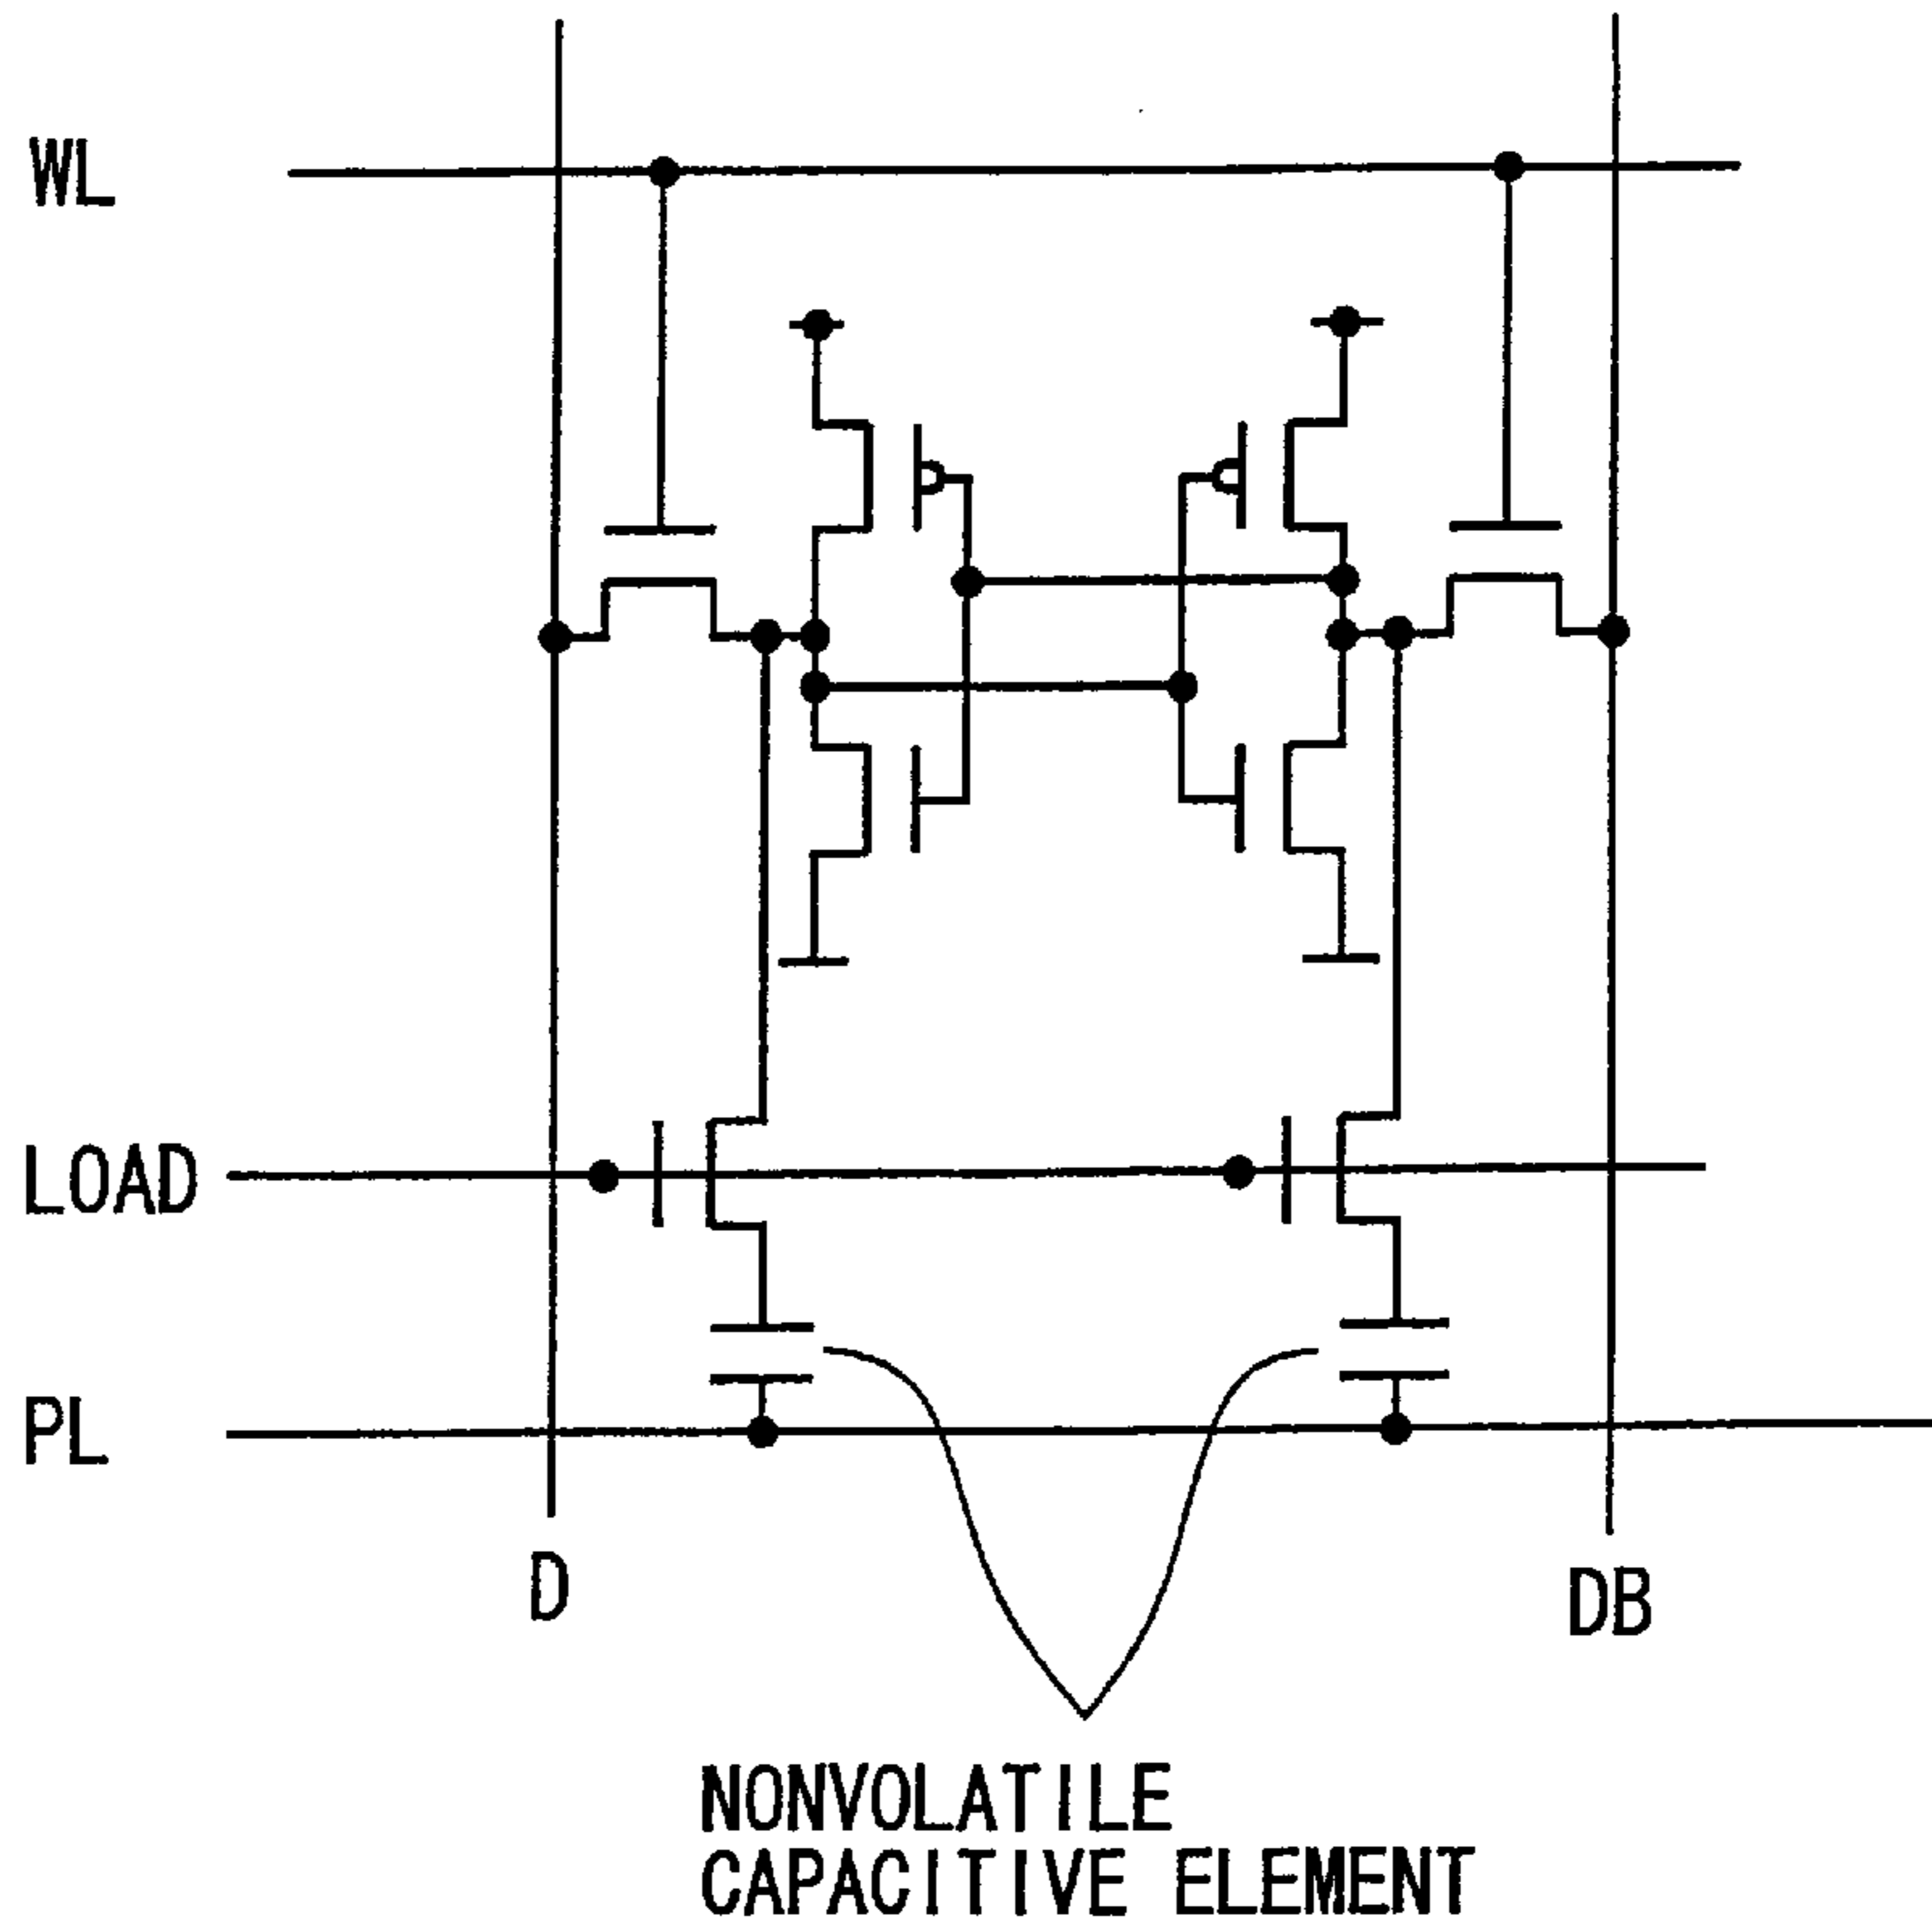 WL
LOAD
PL
D
DB
NONVOLATILE
CAPACITIVE ELEMENT